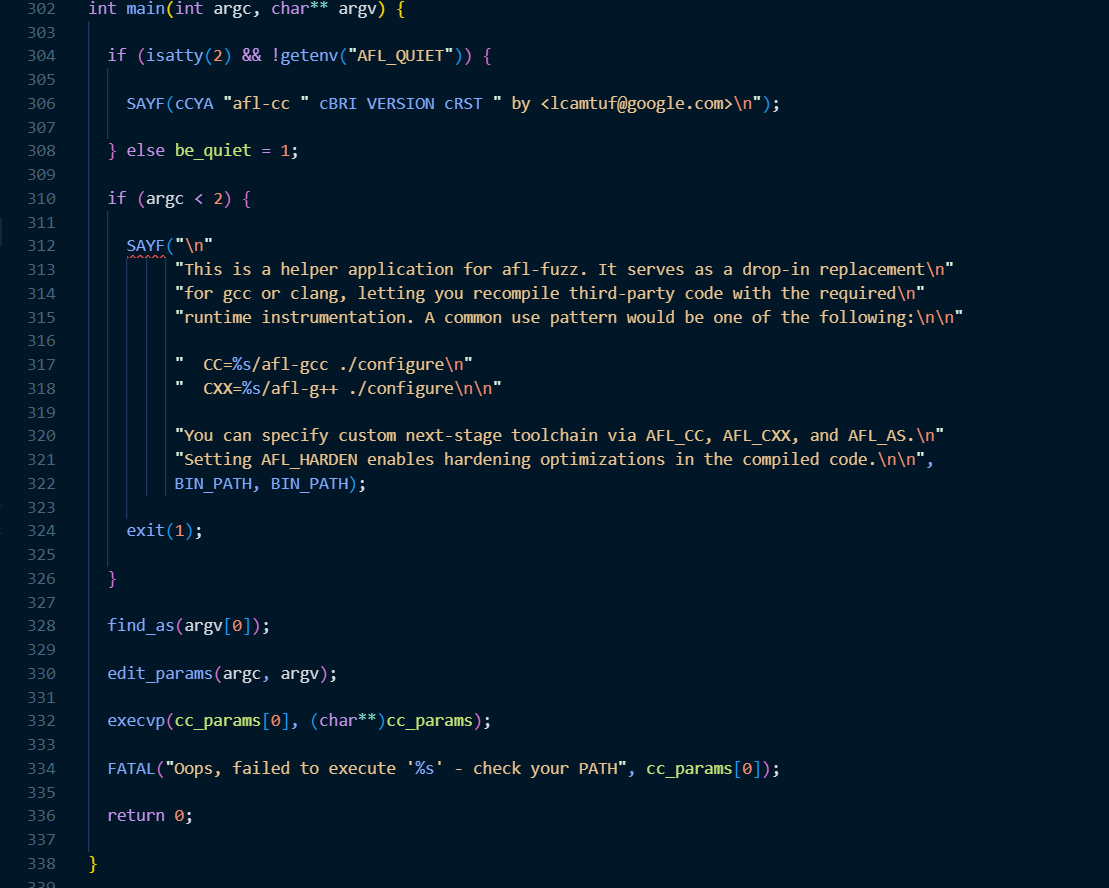 302 int main(int argc, char** argv) {
303
304 if (isatty(2) && !getenv("AFL_QUIET")) {
305
306 SAYF(cCYA "afl-cc " cBRI VERSION cRST " by <lcamtuf@google.com>\n");
307
308 } else be_quiet = 1;
309
310 if (argc < 2) {
311
312 SAYF("\n"
313 "This is a helper application for afl-fuzz. It serves as a drop-in replacement\n"
314 "for gcc or clang, letting you recompile third-party code with the required\n"
315 "runtime instrumentation. A common use pattern would be one of the following:\n\n"
316
317 "  CC=%s/afl-gcc ./configure\n"
318 "  CXX=%s/afl-g++ ./configure\n\n"
319
320 "You can specify custom next-stage toolchain via AFL_CC, AFL_CXX, and AFL_AS.\n"
321 "Setting AFL_HARDEN enables hardening optimizations in the compiled code.\n\n",
322 BIN_PATH, BIN_PATH);
323
324 exit(1);
325
326 }
327
328 find_as(argv[0]);
329
330 edit_params(argc, argv);
331
332 execvp(cc_params[0], (char**)cc_params);
333
334 FATAL("Oops, failed to execute '%s' - check your PATH", cc_params[0]);
335
336 return 0;
337
338 }
339